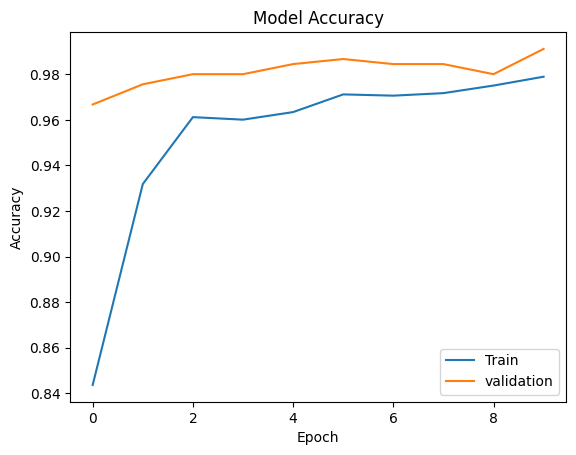 Model Accuracy
Accuracy
0.98
0.96
0.94
0.92
0.90
0.88
0.86
0.84
0 2 4 6 8
Epoch
Train
validation